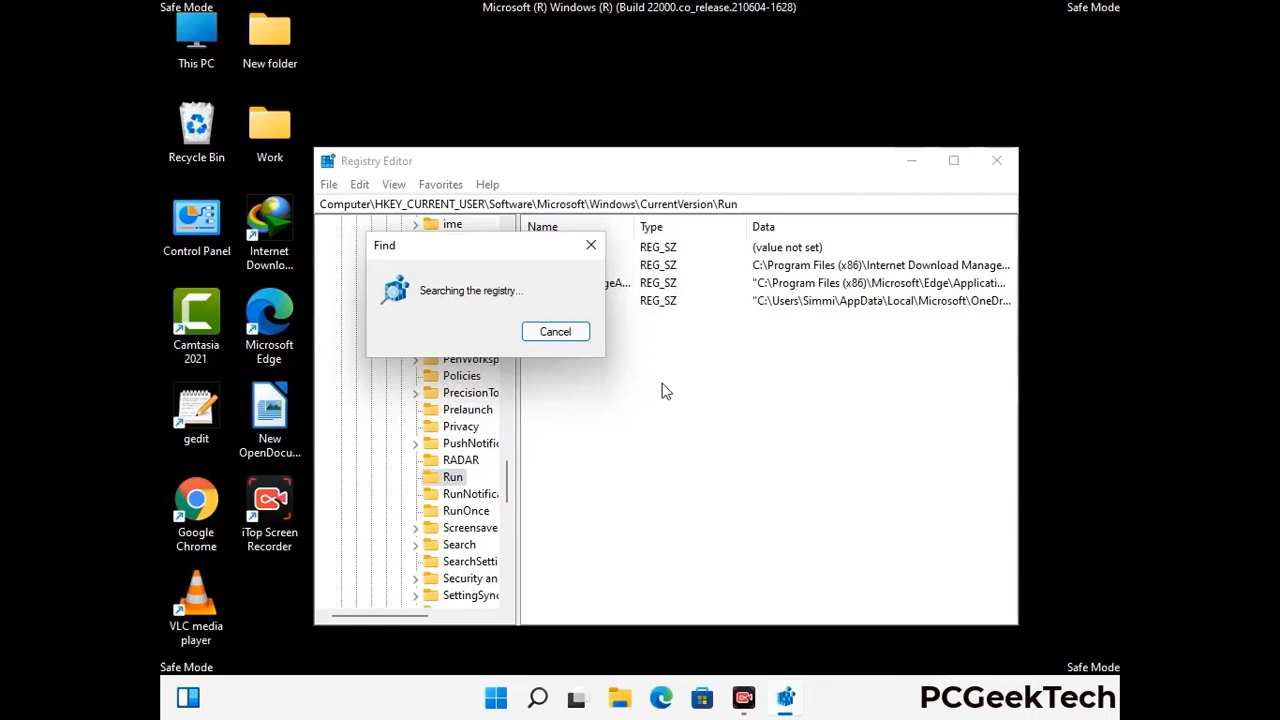 Safe Mode
Microsoft (R) Windows (R) (Build 22000.co_release.210604-1628)
Safe Mode
This PC
New folder
Recycle Bin
Work
Control Panel
Internet
Downlo...
Camtasia
2021
Microsoft
Edge
gedit
New
OpenDocu...
Google
Chrome
iTop Screen
Recorder
VLC media
player
Registry Editor
File Edit View Favorites Help
Computer\HKEY_CURRENT_USER\Software\Microsoft\Windows\CurrentVersion\Run
ime
PenWorksp
Policies
PrecisionTo
Prelaunch
Privacy
PushNotific
RADAR
Run
RunNotifica
RunOnce
Screensave
Search
SearchSetti
Security an
SettingSync
Name Type Data
REG_SZ (value not set)
REG_SZ C:\Program Files (x86)\Internet Download Manage...
geA... REG_SZ "C:\Program Files (x86)\Microsoft\Edge\Applicati...
REG_SZ "C:\Users\Simmi\AppData\Local\Microsoft\OneDr...
Find
Searching the registry...
Cancel
Safe Mode
Safe Mode
PCGeekTech